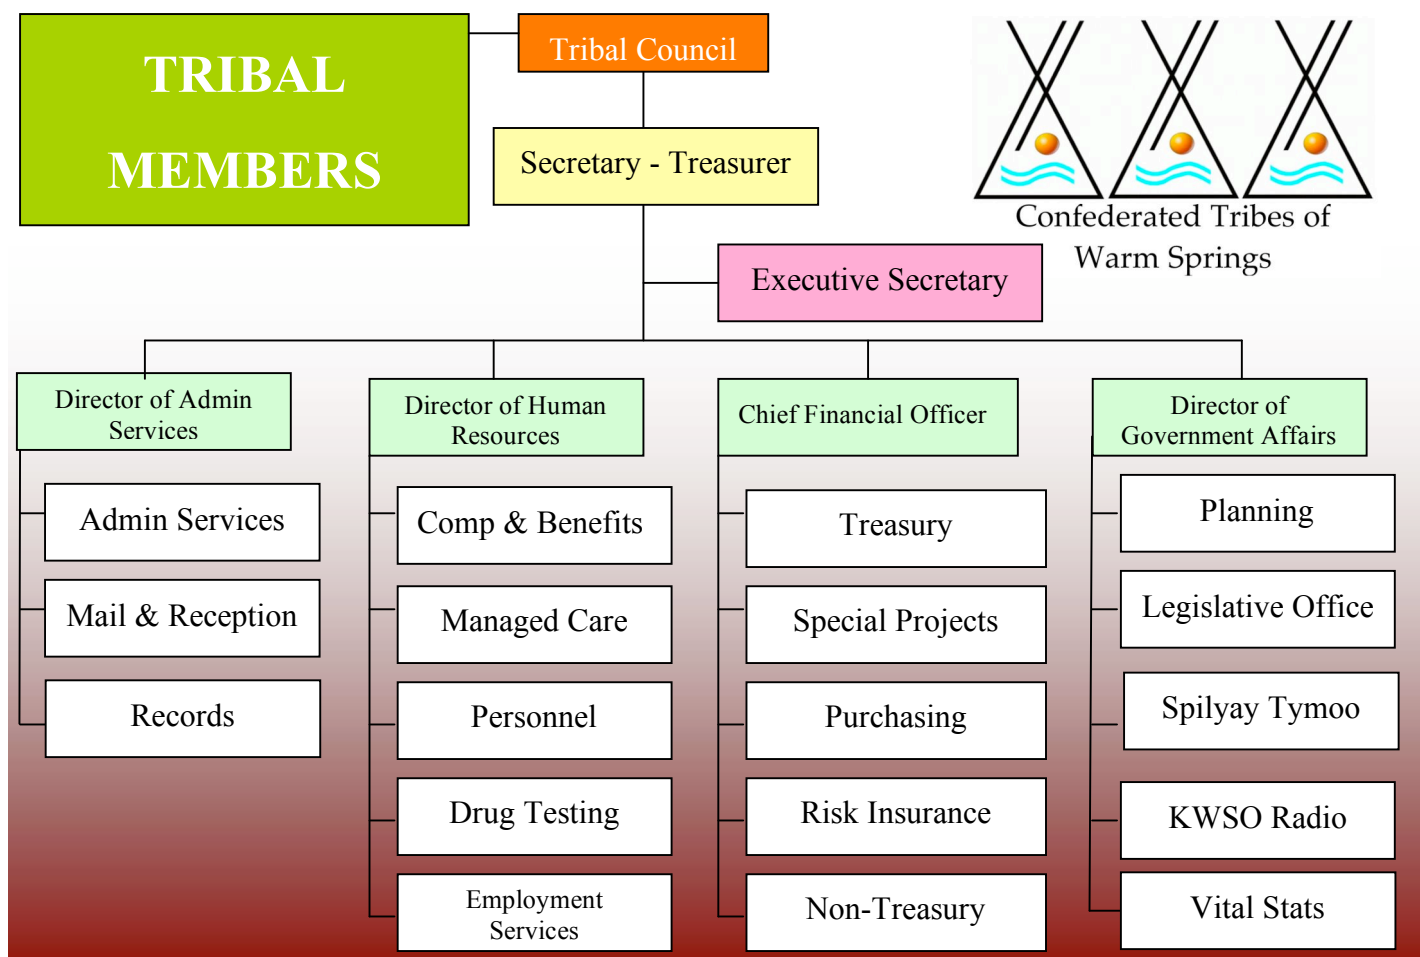 TRIBAL
MEMBERS
Tribal Council
Secretary - Treasurer
Confederated Tribes of
Warm Springs
Executive Secretary
Director of Admin
Services
Admin Services
Mail & Reception
Records
Director of Human
Resources
Comp & Benefits
Managed Care
Personnel
Drug Testing
Employment
Services
Chief Financial Officer
Treasury
Special Projects
Purchasing
Risk Insurance
Non-Treasury
Director of
Government Affairs
Planning
Legislative Office
Spilyay Tymoo
KWSO Radio
Vital Stats